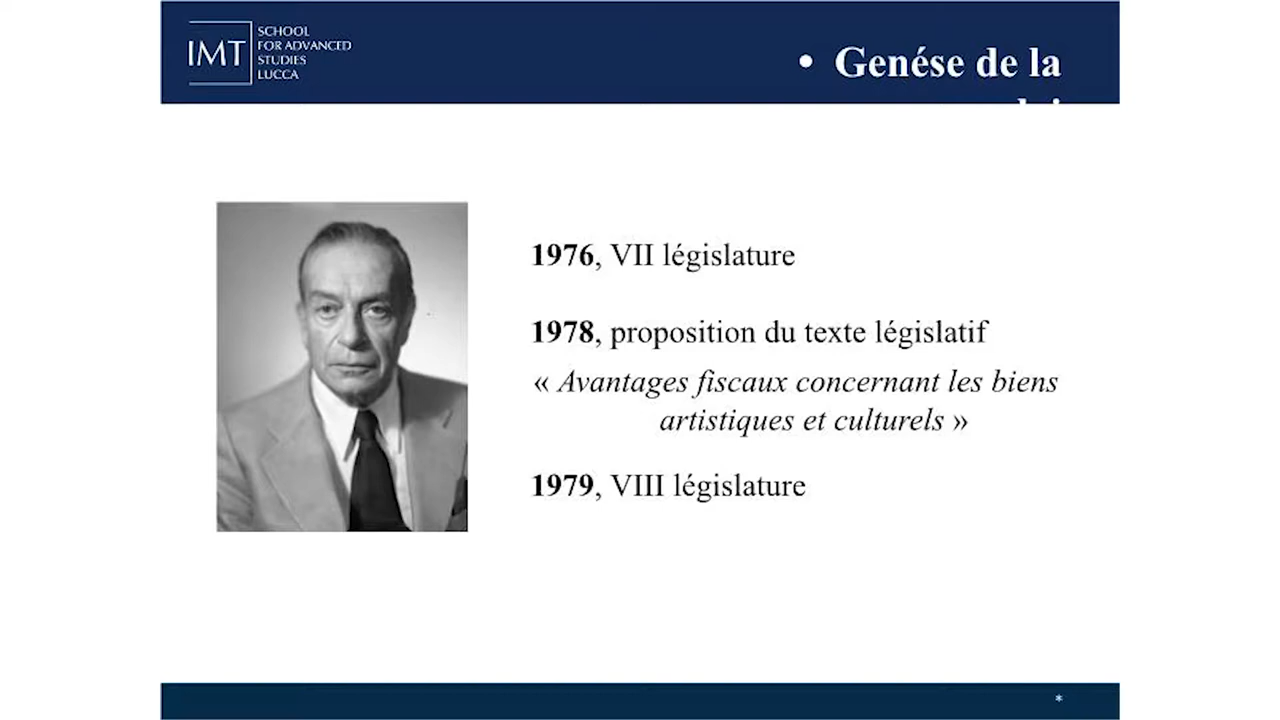 IMT
SCHOOL
FOR ADVANCED
STUDIES
LUCCA
• Genése de la
1976, VII législature
1978, proposition du texte législatif
« Avantages fiscaux concernant les biens
artistiques et culturels »
1979, VIII législature
*